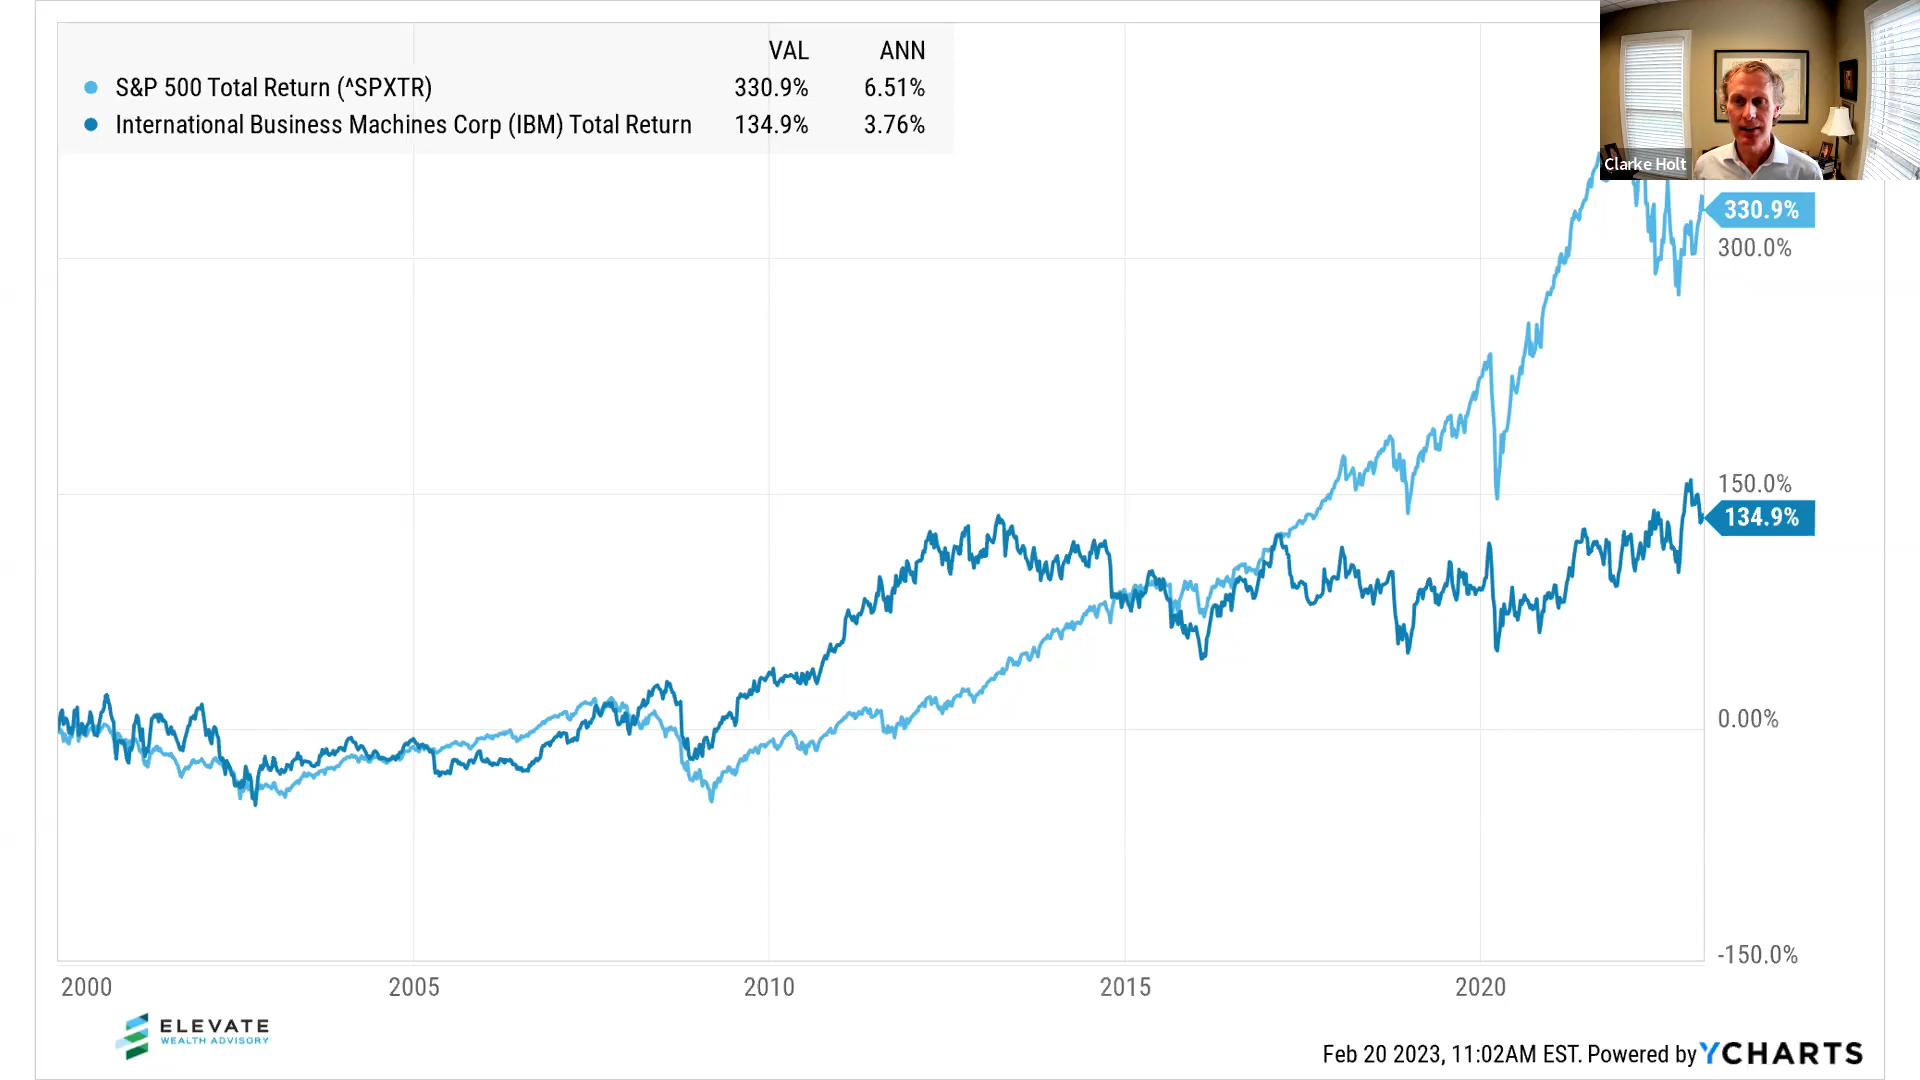 VAL ANN
S&P 500 Total Return (^SPXTR) 330.9% 6.51%
International Business Machines Corp (IBM) Total Return 134.9% 3.76%
Clarke Holt
330.9%
300.0%
150.0%
134.9%
0.00%
-150.0%
2000 2005 2010 2015 2020
ELEVATE
WEALTH ADVISORY
Feb 20 2023, 11:02AM EST. Powered by YCHARTS